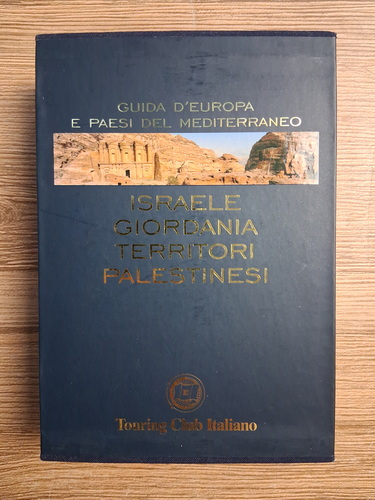 GUIDA D'EUROPA
E PAESI DEL MEDITERRANEO
ISRAELE
GIORDANIA
TERRITORI
PALESTINESI
Touring Club Italiano